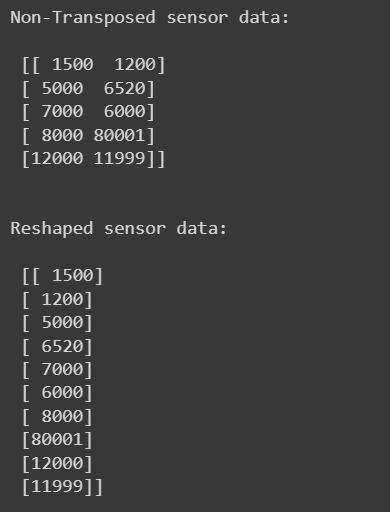 Non-Transposed sensor data:
[[ 1500  1200]
[ 5000  6520]
[ 7000  6000]
[ 8000 80001]
[12000 11999]]
Reshaped sensor data:
[[ 1500]
[ 1200]
[ 5000]
[ 6520]
[ 7000]
[ 6000]
[ 8000]
[80001]
[12000]
[11999]]